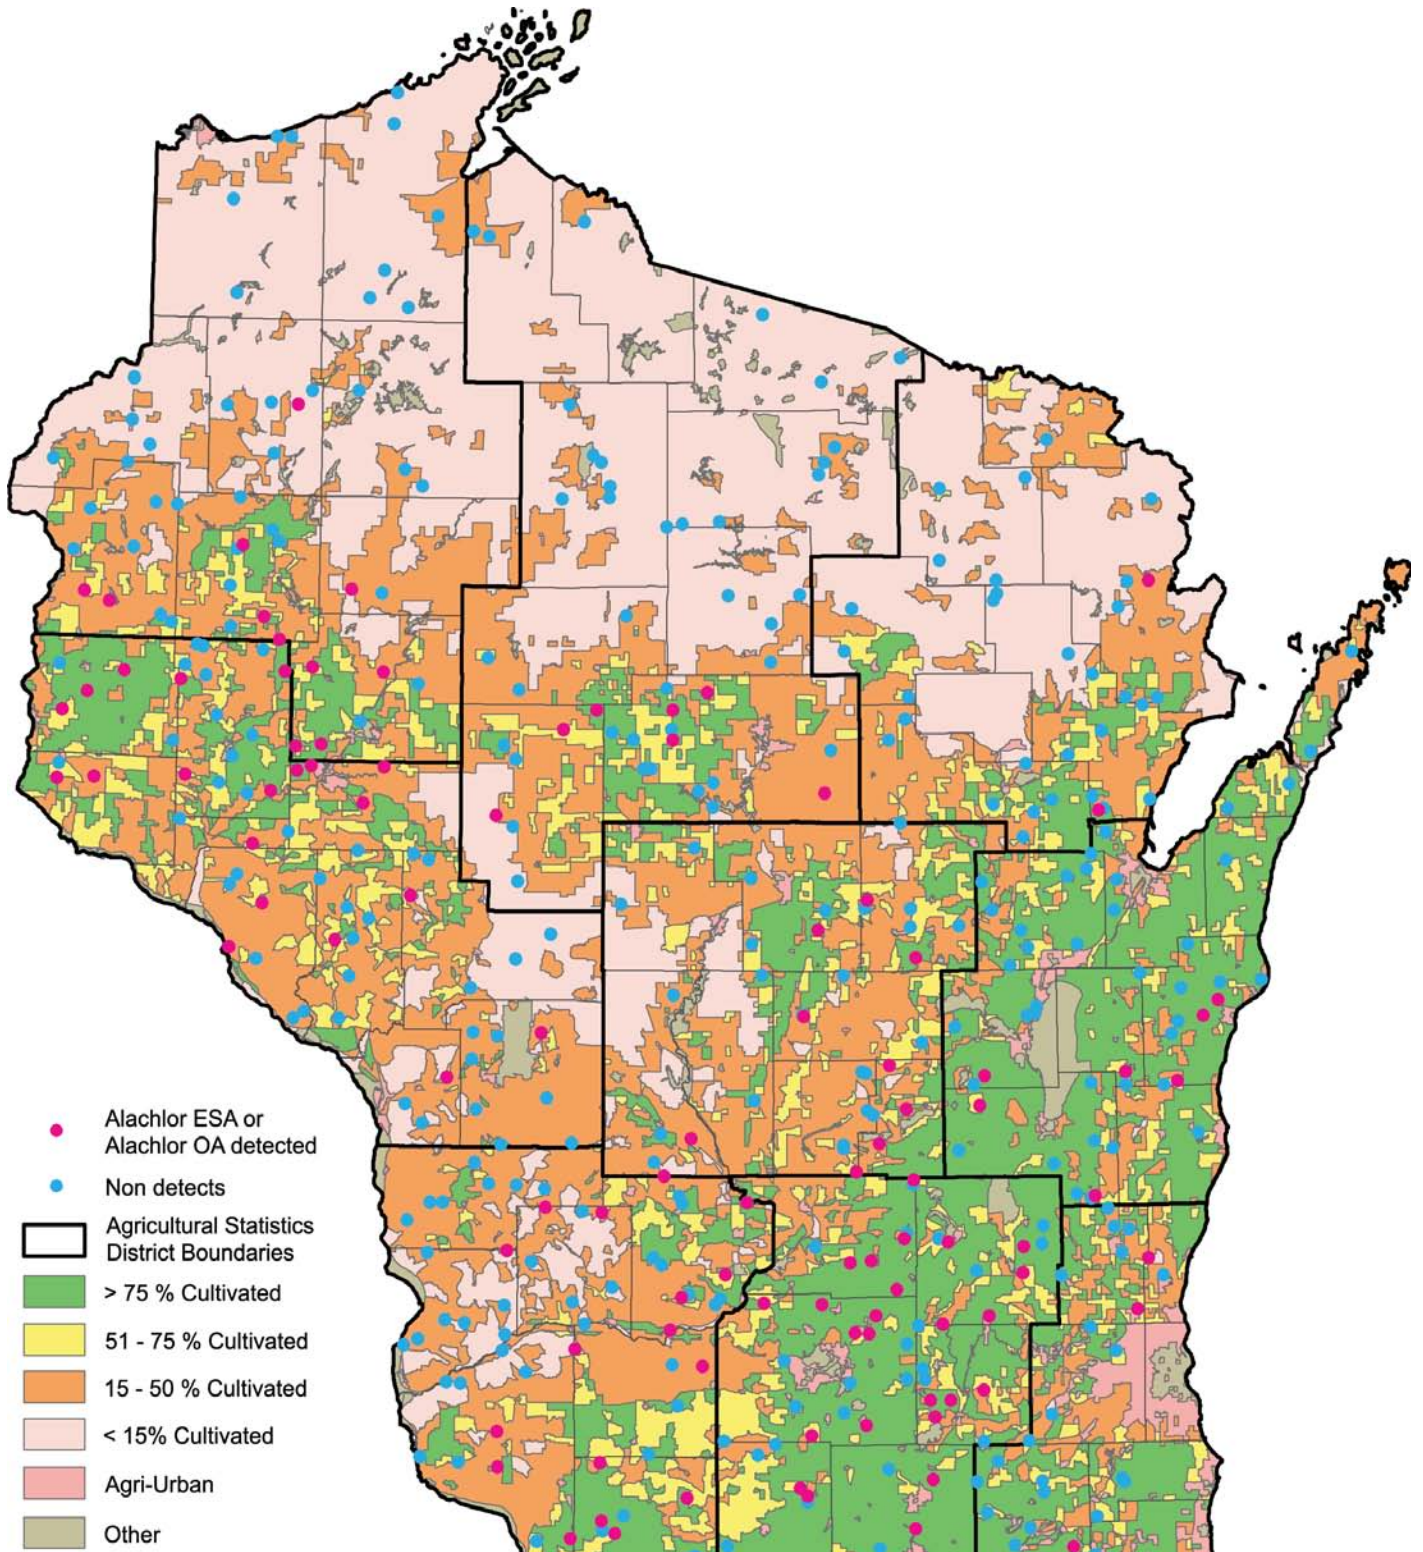 Alachlor ESA or
Alachlor OA detected
Non detects
Agricultural Statistics
District Boundaries
> 75 % Cultivated
51 - 75 % Cultivated
15 - 50 % Cultivated
< 15% Cultivated
Agri-Urban
Other